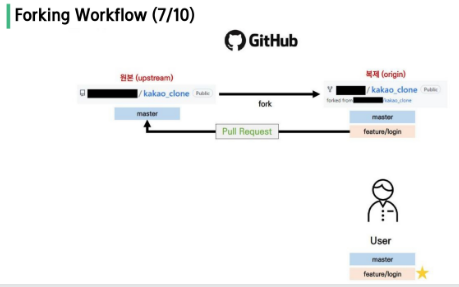 Forking Workflow (7/10)
GitHub
원본 (upstream)
/kakao_clone Public
master
fork
복제 (origin)
/ kakao_clone Public
forked from /kakao_clone
master
feature/login
Pull Request
User
master
feature/login